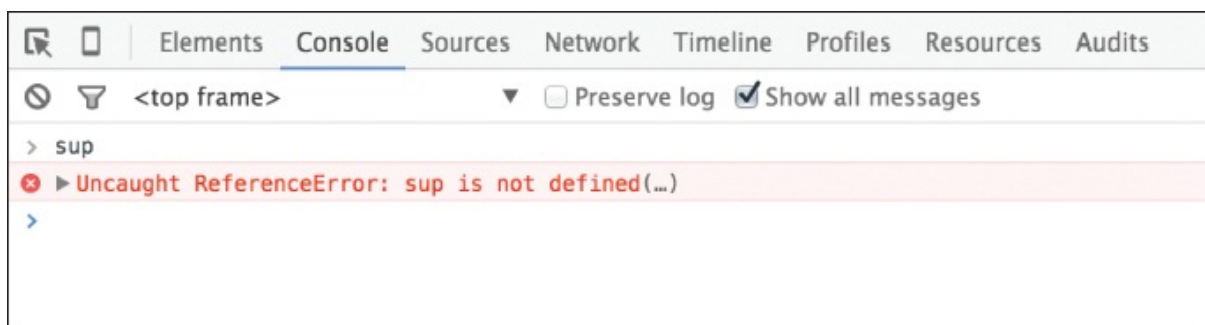 Elements Console Sources Network Timeline Profiles Resources Audits
<top frame> ▼ Preserve log Show all messages
> sup
▶ Uncaught ReferenceError: sup is not defined(…)
>